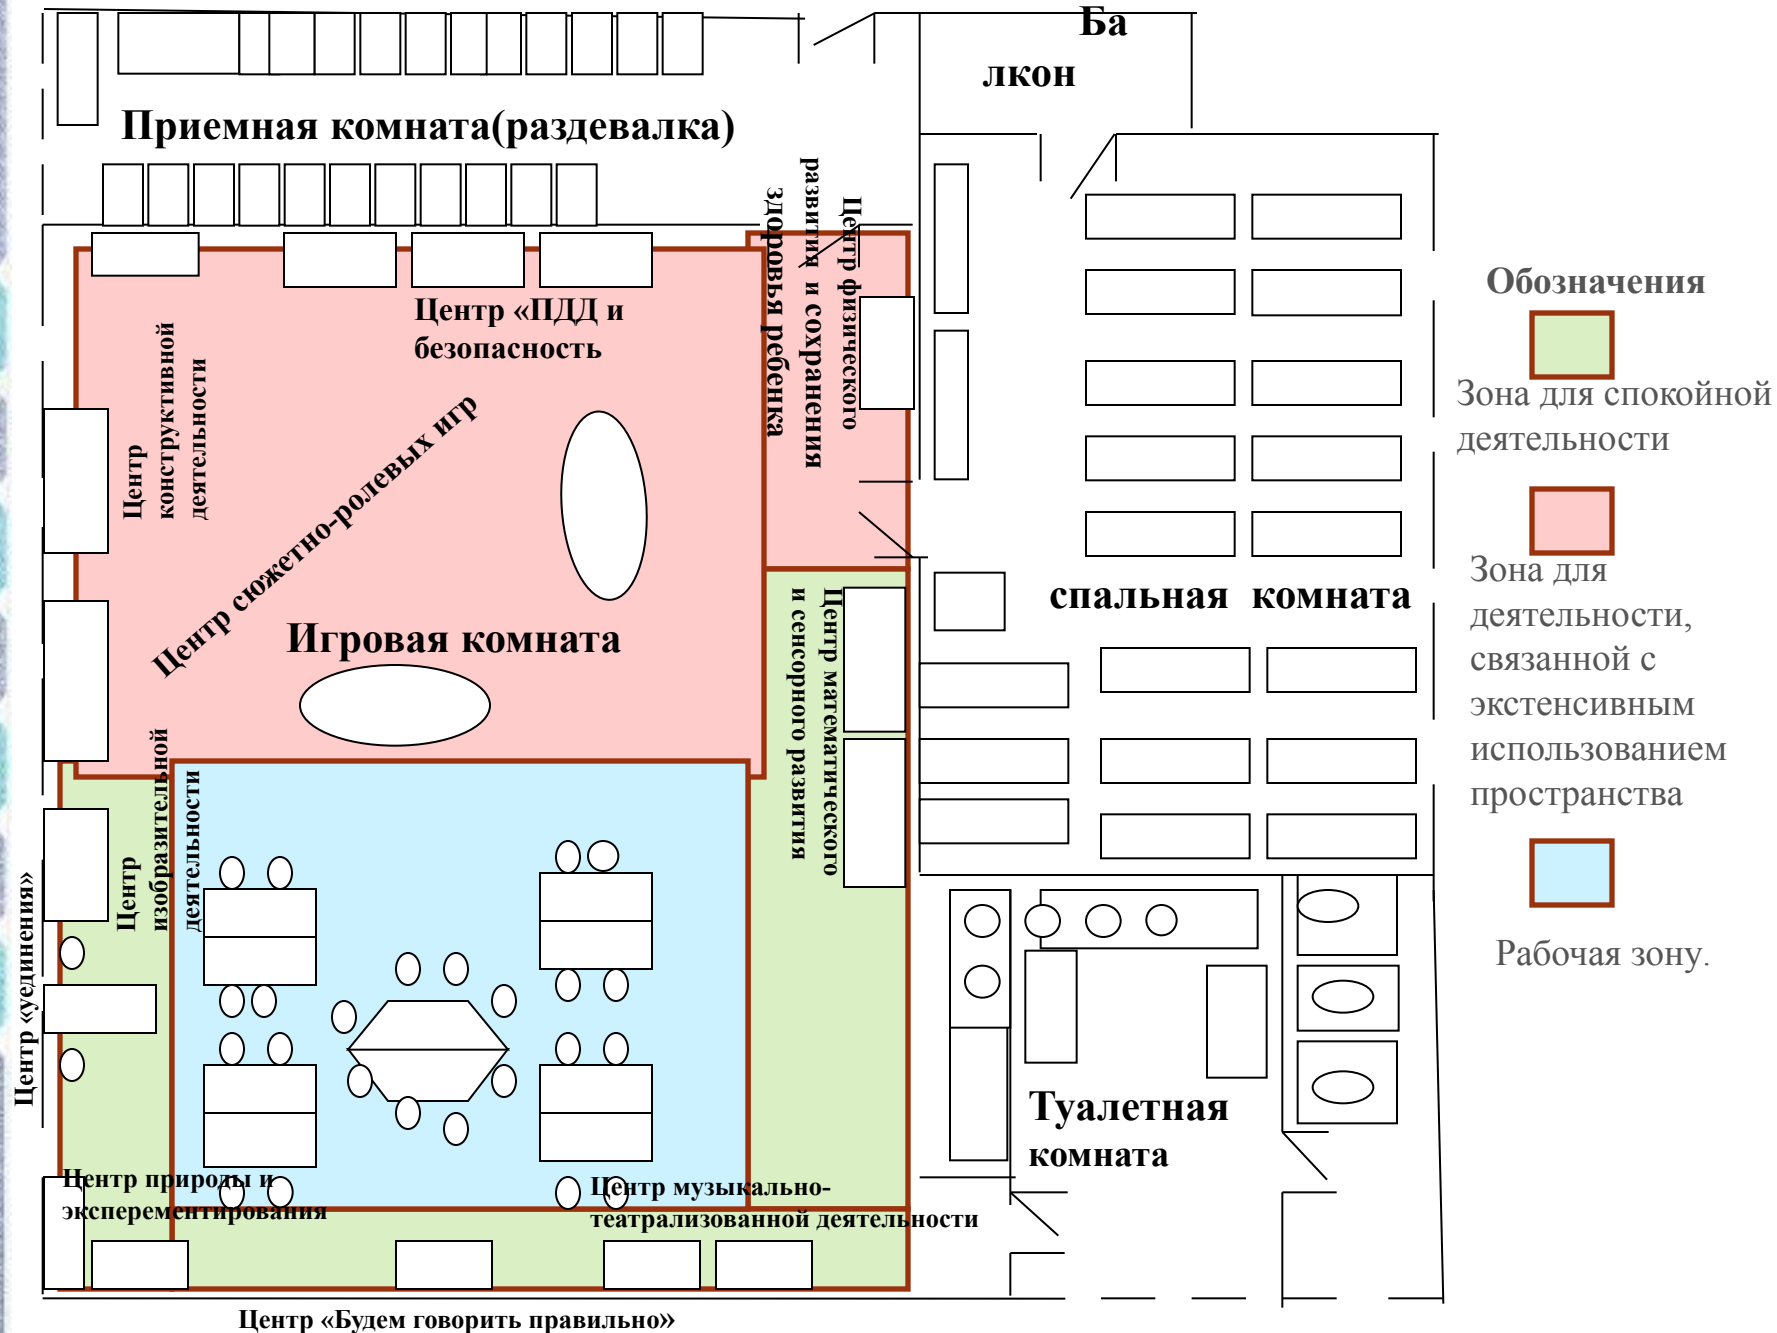 Ба
лкон
Приемная комната(раздевалка)
Центр физического
развития и сохранения
здоровья ребенка
Центр «ПДД и
безопасность
Центр
конструктивной
деятельности
Центр сюжетно-ролевых игр
Игровая комната
Центр математического
и сенсорного развития
спальная комната
Центр
изобразительной
деятельности
Центр «уединения»
Туалетная
комната
Центр природы и
эксперементирования
Центр музыкально-
театрализованной деятельности
Центр «Будем говорить правильно»
Обозначения
Зона для спокойной
деятельности
Зона для
деятельности,
связанной с
экстенсивным
использованием
пространства
Рабочая зону.